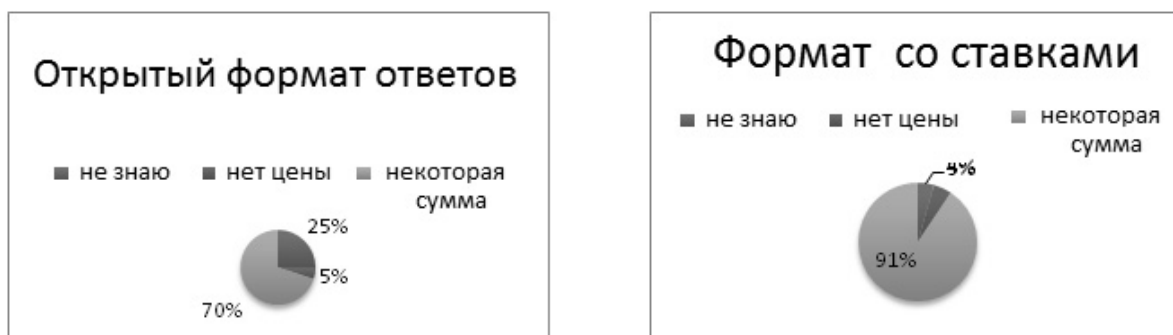 Открытый формат ответов
не знаю нет цены некоторая
сумма
25%
5%
70%
Формат со ставками
не знаю нет цены некоторая
сумма
91%